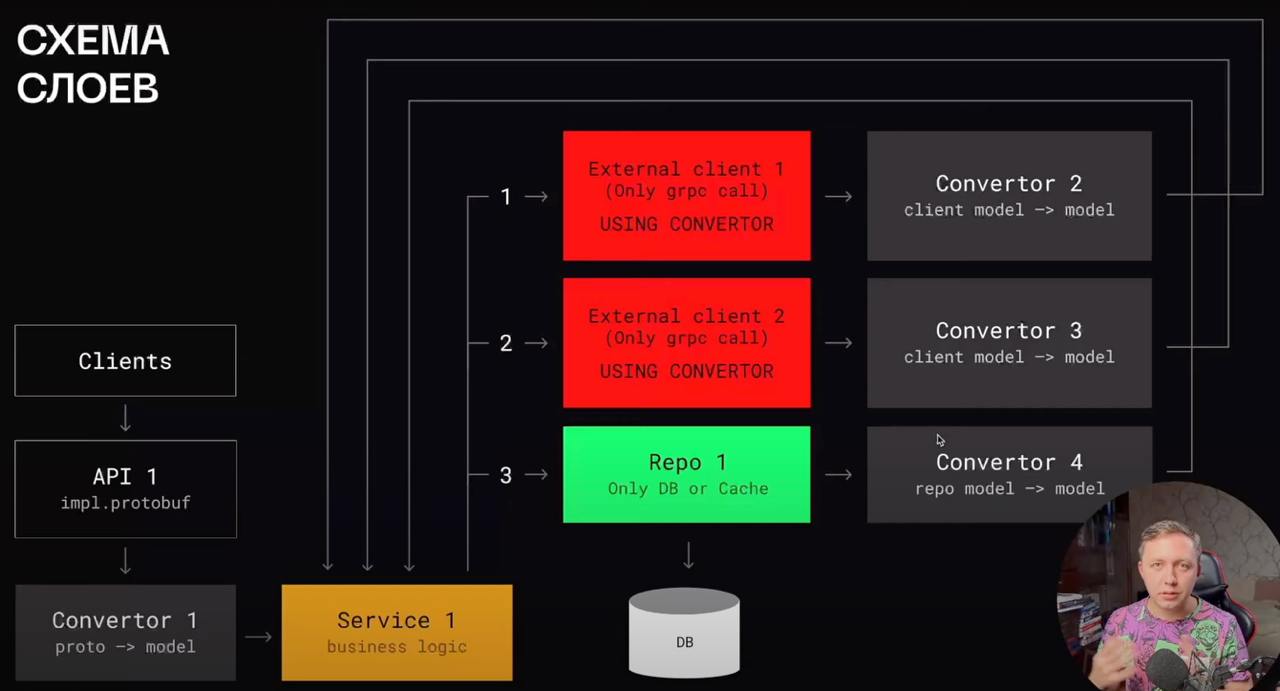 СХЕМА
СЛОЕВ
1
External client 1
(Only grpc call)
USING CONVERTOR
Convertor 2
client model —> model
2
External client 2
(Only grpc call)
USING CONVERTOR
Convertor 3
client model —> model
Clients
3
Repo 1
Only DB or Cache
Convertor 4
repo model —> model
API 1
impl.protobuf
Convertor 1
proto —> model
Service 1
business logic
DB